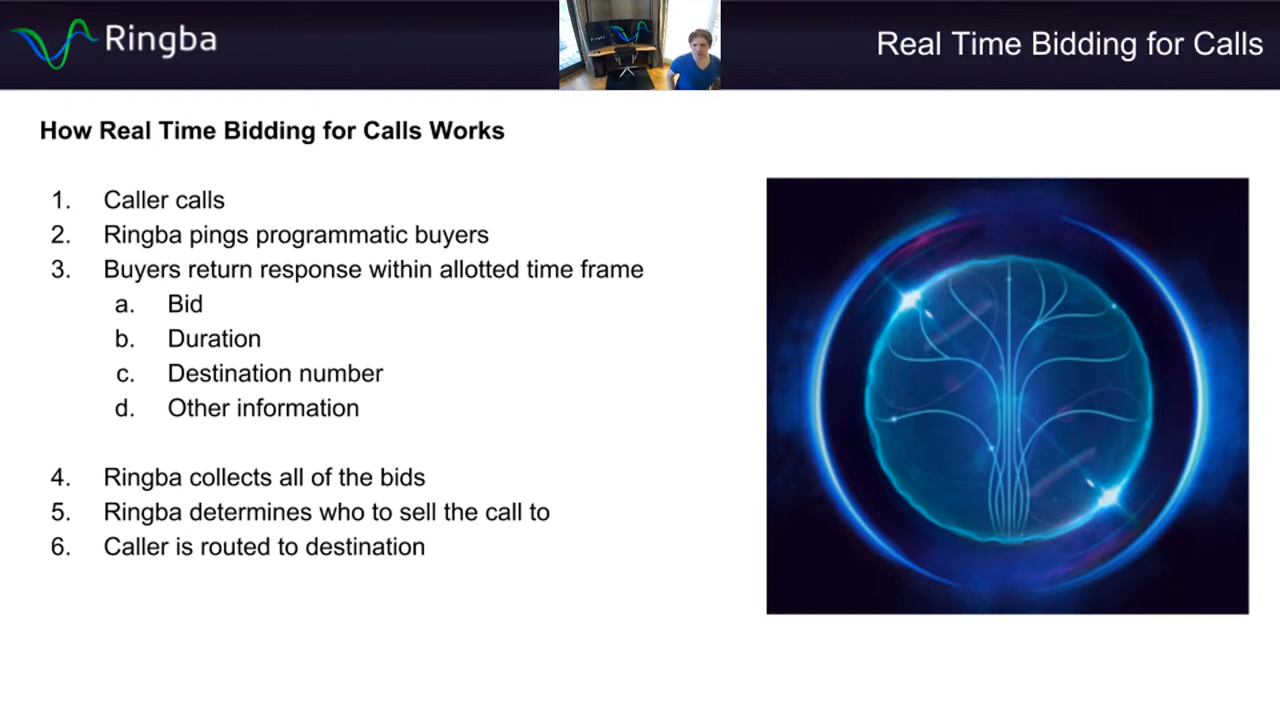 Ringba
Real Time Bidding for Calls
How Real Time Bidding for Calls Works
1. Caller calls
2. Ringba pings programmatic buyers
3. Buyers return response within allotted time frame
a. Bid
b. Duration
c. Destination number
d. Other information
4. Ringba collects all of the bids
5. Ringba determines who to sell the call to
6. Caller is routed to destination